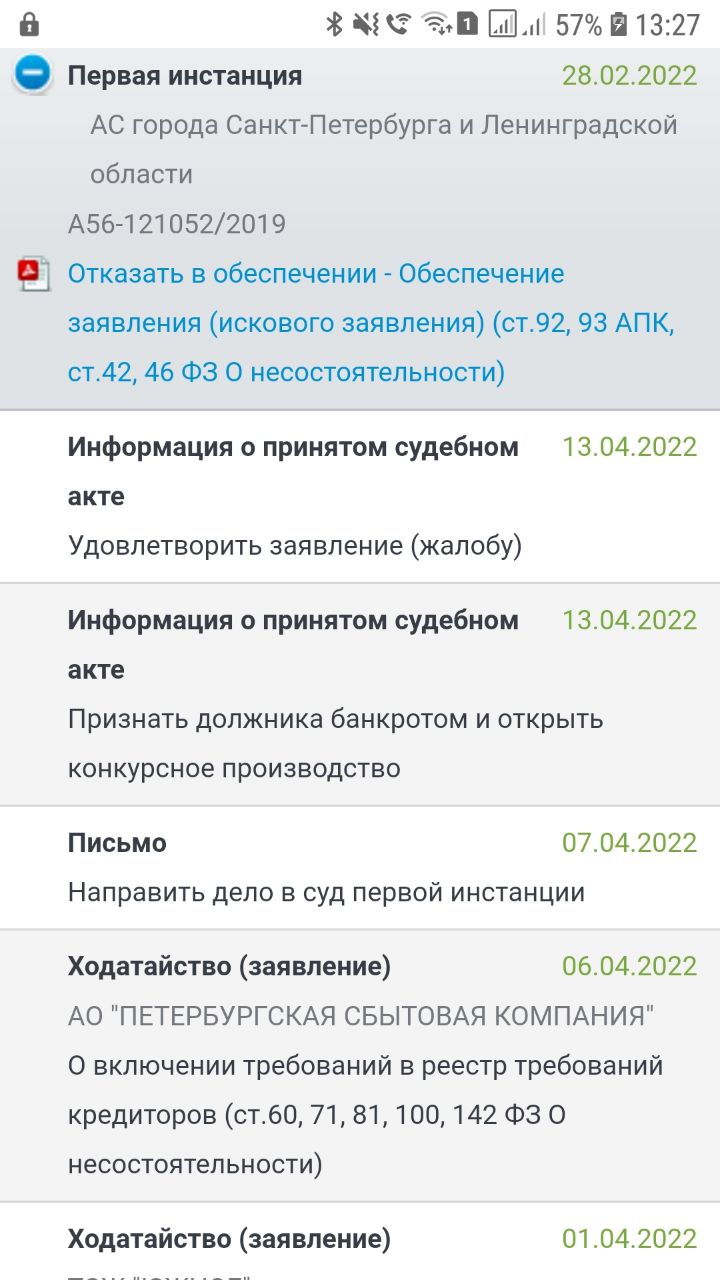 1 57% 13:27
Первая инстанция 28.02.2022
АС города Санкт-Петербурга и Ленинградской
области
А56-121052/2019
Отказать в обеспечении - Обеспечение
заявления (искового заявления) (ст.92, 93 АПК,
ст.42, 46 ФЗ О несостоятельности)
Информация о принятом судебном 13.04.2022
акте
Удовлетворить заявление (жалобу)
Информация о принятом судебном 13.04.2022
акте
Признать должника банкротом и открыть
конкурсное производство
Письмо 07.04.2022
Направить дело в суд первой инстанции
Ходатайство (заявление) 06.04.2022
АО "ПЕТЕРБУРГСКАЯ СБЫТОВАЯ КОМПАНИЯ"
О включении требований в реестр требований
кредиторов (ст.60, 71, 81, 100, 142 ФЗ О
несостоятельности)
Ходатайство (заявление) 01.04.2022